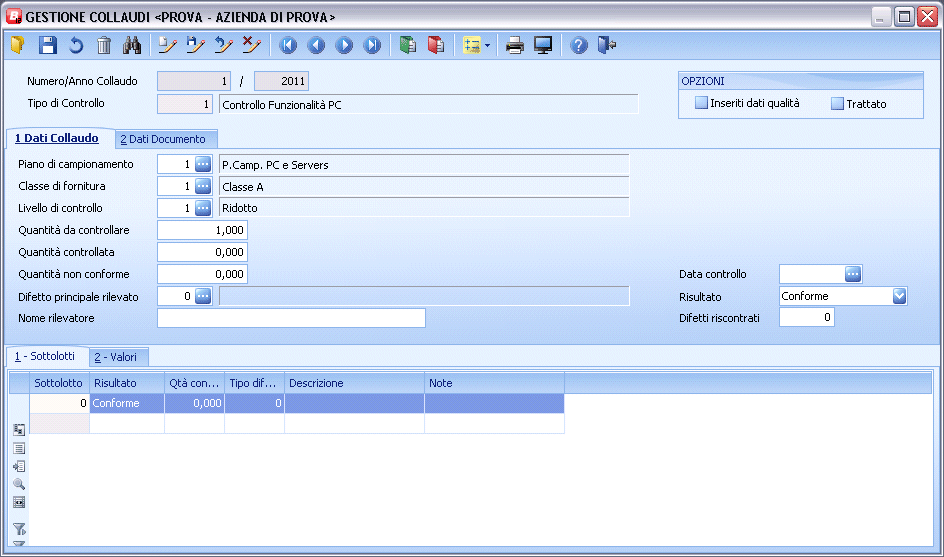 GESTIONE COLLAUDI <PROVA - AZIENDA DI PROVA>
Numero/Anno Collaudo 1 / 2011
Tipo di Controllo 1 Controllo Funzionalità PC
OPZIONI
Inseriti dati qualità Trattato
1 Dati Collaudo 2 Dati Documento
Piano di campionamento 1 P.Camp. PC e Servers
Classe di fornitura 1 Classe A
Livello di controllo 1 Ridotto
Quantità da controllare 1,000
Quantità controllata 0,000
Quantità non conforme 0,000
Difetto principale rilevato 0
Nome rilevatore
Data controllo
Risultato Conforme
Difetti riscontrati 0
1 - Sottolotti 2 - Valori
Sottolotto Risultato Qtà con... Tipo dif... Descrizione Note
0 Conforme 0,000 0